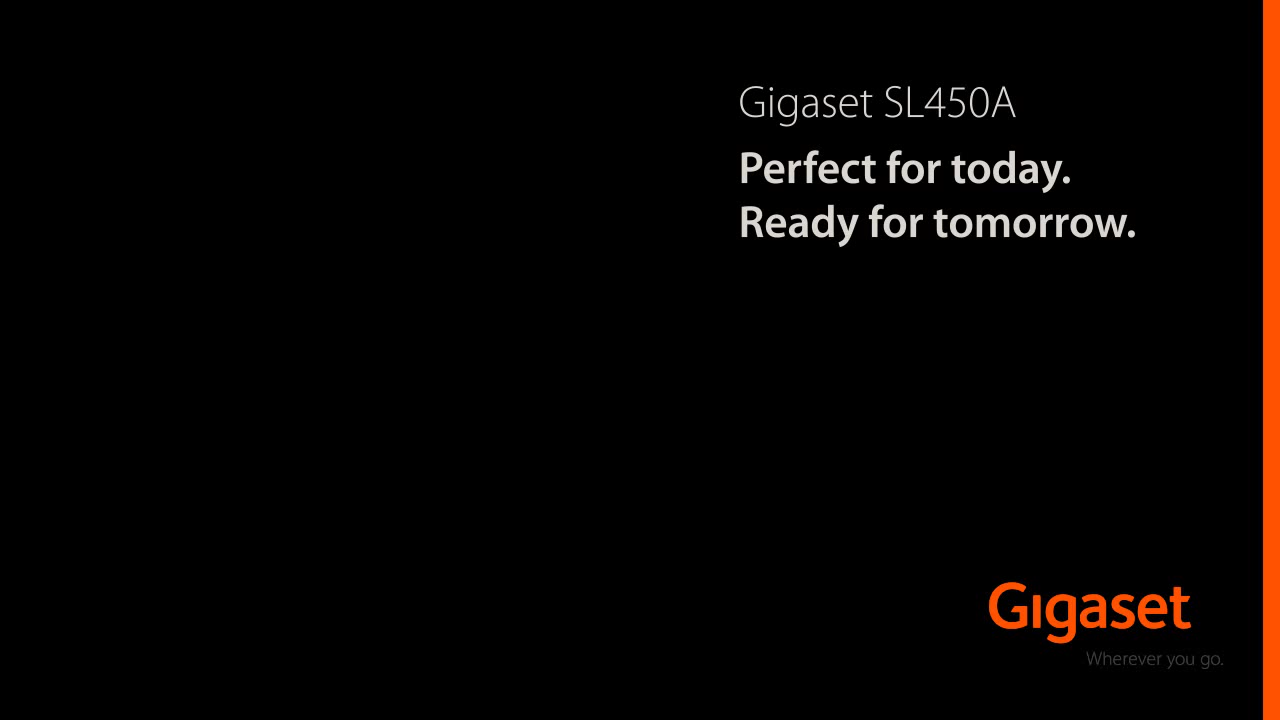 Gigaset SL450A
Perfect for today.
Ready for tomorrow.
Gigaset
Wherever you go.